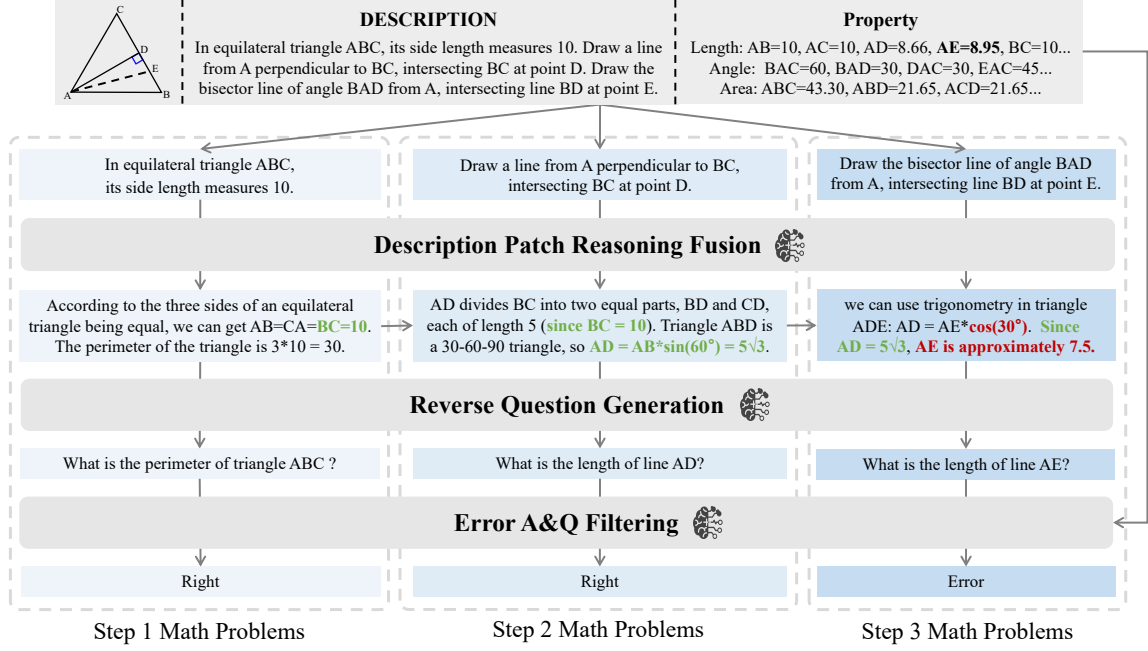 C
D
E
A
B
DESCRIPTION
In equilateral triangle ABC, its side length measures 10. Draw a line
from A perpendicular to BC, intersecting BC at point D. Draw the
bisector line of angle BAD from A, intersecting line BD at point E.
Property
Length: AB=10, AC=10, AD=8.66, AE=8.95, BC=10...
Angle: BAC=60, BAD=30, DAC=30, EAC=45...
Area: ABC=43.30, ABD=21.65, ACD=21.65...
In equilateral triangle ABC,
its side length measures 10.
Draw a line from A perpendicular to BC,
intersecting BC at point D.
Draw the bisector line of angle BAD
from A, intersecting line BD at point E.
Description Patch Reasoning Fusion
According to the three sides of an equilateral
triangle being equal, we can get AB=CA=BC=10.
The perimeter of the triangle is 3*10 = 30.
AD divides BC into two equal parts, BD and CD,
each of length 5 (since BC = 10). Triangle ABD is
a 30-60-90 triangle, so AD = AB*sin(60°) = 5√3.
we can use trigonometry in triangle
ADE: AD = AE*cos(30°). Since
AD = 5√3, AE is approximately 7.5.
Reverse Question Generation
What is the perimeter of triangle ABC ?
What is the length of line AD?
What is the length of line AE?
Error A&Q Filtering
Right
Right
Error
Step 1 Math Problems
Step 2 Math Problems
Step 3 Math Problems